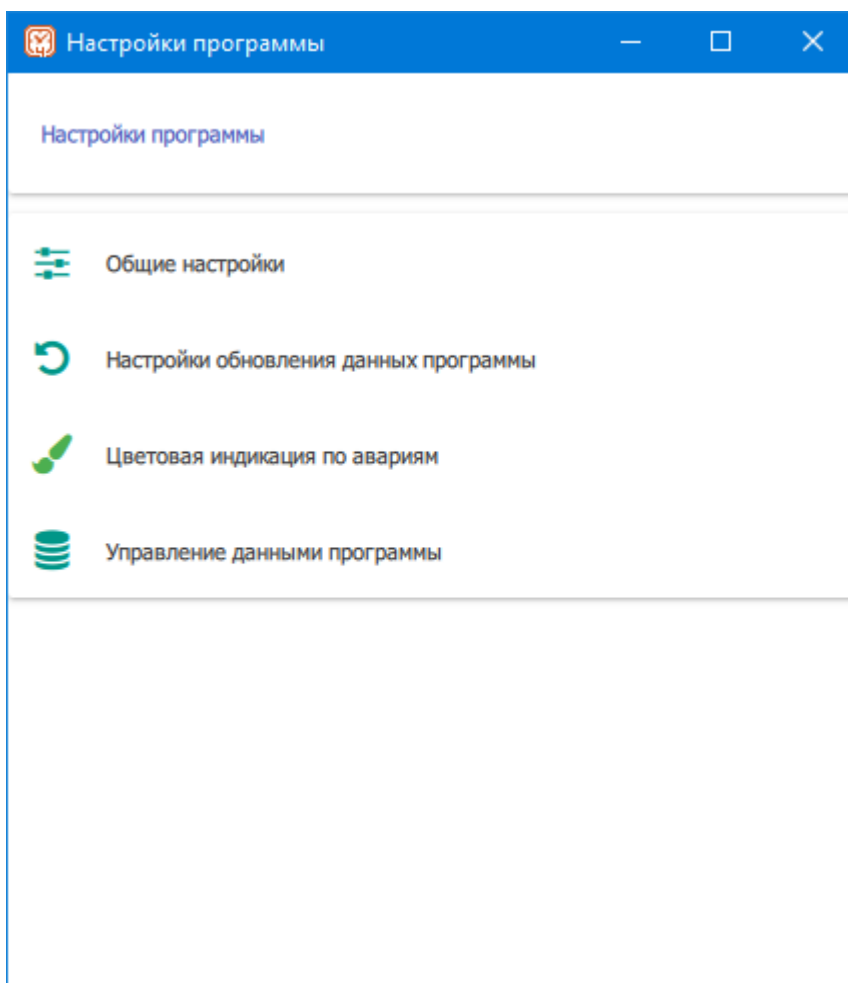 Настройки программы
Настройки программы
Общие настройки
Настройки обновления данных программы
Цветовая индикация по авариям
Управление данными программы